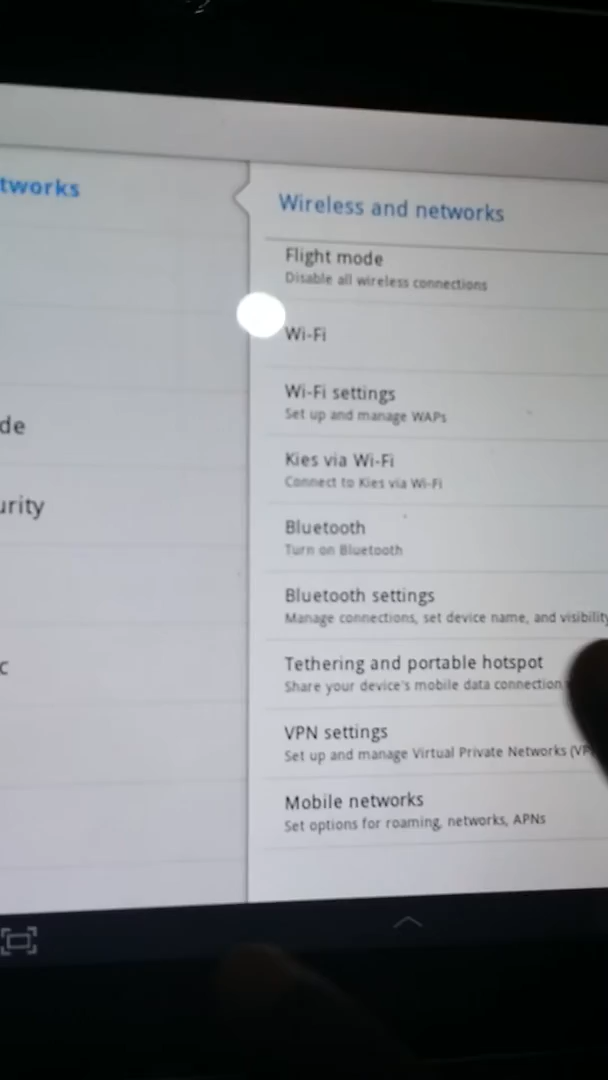 tworks
de
urity
c
Wireless and networks
Flight mode
Disable all wireless connections
Wi-Fi
Wi-Fi settings
Set up and manage WAPs
Kies via Wi-Fi
Connect to Kies via Wi-Fi
Bluetooth
Turn on Bluetooth
Bluetooth settings
Manage connections, set device name, and visibility
Tethering and portable hotspot
Share your device's mobile data connection
VPN settings
Set up and manage Virtual Private Networks (VP
Mobile networks
Set options for roaming, networks, APNs